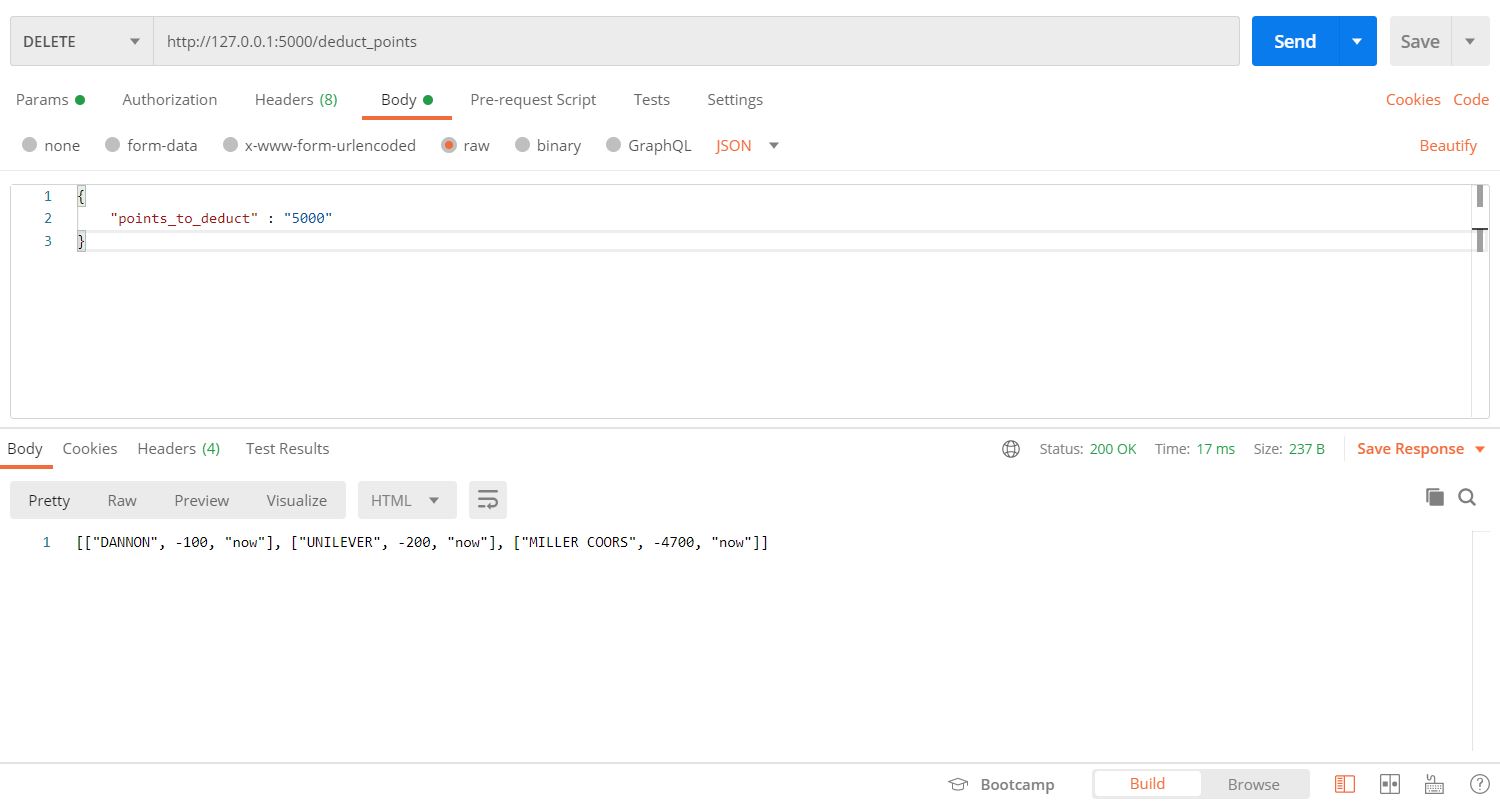 DELETE http://127.0.0.1:5000/deduct_points Send Save
Params Authorization Headers (8) Body Pre-request Script Tests Settings Cookies Code
none form-data x-www-form-urlencoded raw binary GraphQL JSON Beautify
1 {
2 "points_to_deduct" : "5000"
3 }
Body Cookies Headers (4) Test Results Status: 200 OK Time: 17 ms Size: 237 B Save Response
Pretty Raw Preview Visualize HTML
1 [["DANNON", -100, "now"], ["UNILEVER", -200, "now"], ["MILLER COORS", -4700, "now"]]
Bootcamp Build Browse ?